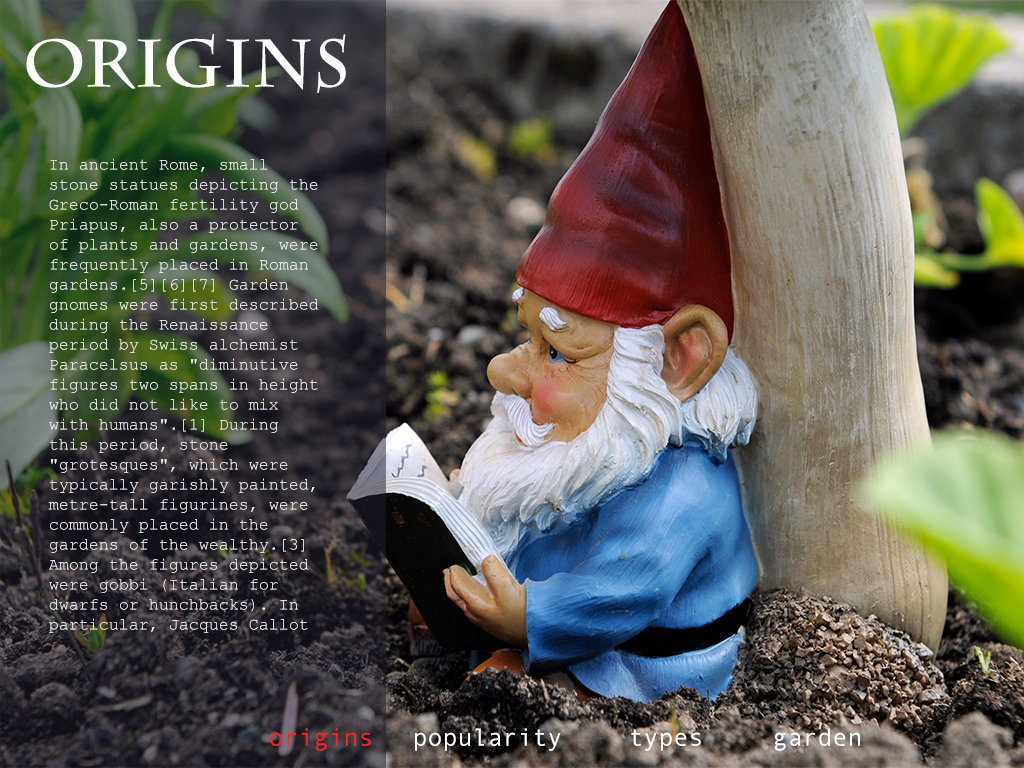 ORIGINS
In ancient Rome, small
stone statues depicting the
Greco-Roman fertility god
Priapus, also a protector
of plants and gardens, were
frequently placed in Roman
gardens.[5][6][7] Garden
gnomes were first described
during the Renaissance
period by Swiss alchemist
Paracelsus as "diminutive
figures two spans in height
who did not like to mix
with humans".[1] During
this period, stone
"grotesques", which were
typically garishly painted,
metre-tall figurines, were
commonly placed in the
gardens of the wealthy.[3]
Among the figures depicted
were gobbi (Italian for
dwarfs or hunchbacks). In
particular, Jacques Callot
origins popularity types garden